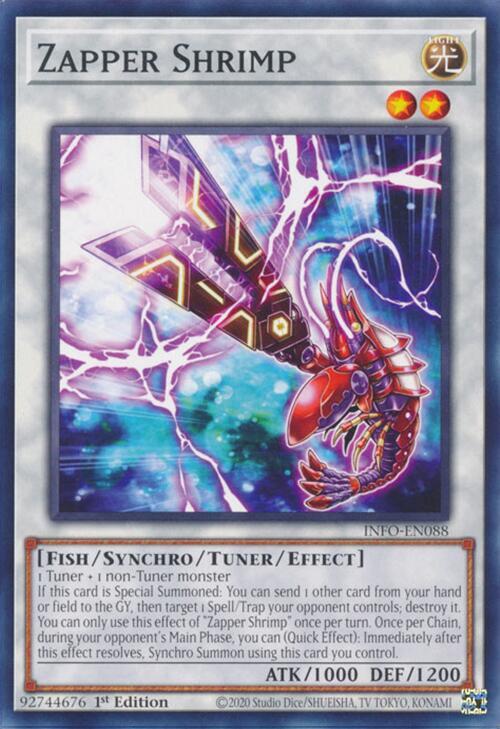 ZAPPER SHRIMP
LIGHT
光
INFO-EN088
[FISH/SYNCHRO/TUNER/EFFECT]
1 Tuner + 1 non-Tuner monster
If this card is Special Summoned: You can send 1 other card from your hand
or field to the GY, then target 1 Spell/Trap your opponent controls; destroy it.
You can only use this effect of "Zapper Shrimp" once per turn. Once per Chain,
during your opponent's Main Phase, you can (Quick Effect): Immediately after
this effect resolves, Synchro Summon using this card you control.
ATK/1000 DEF/1200
92744676 1st Edition ©2020 Studio Dice/SHUEISHA, TV TOKYO, KONAMI